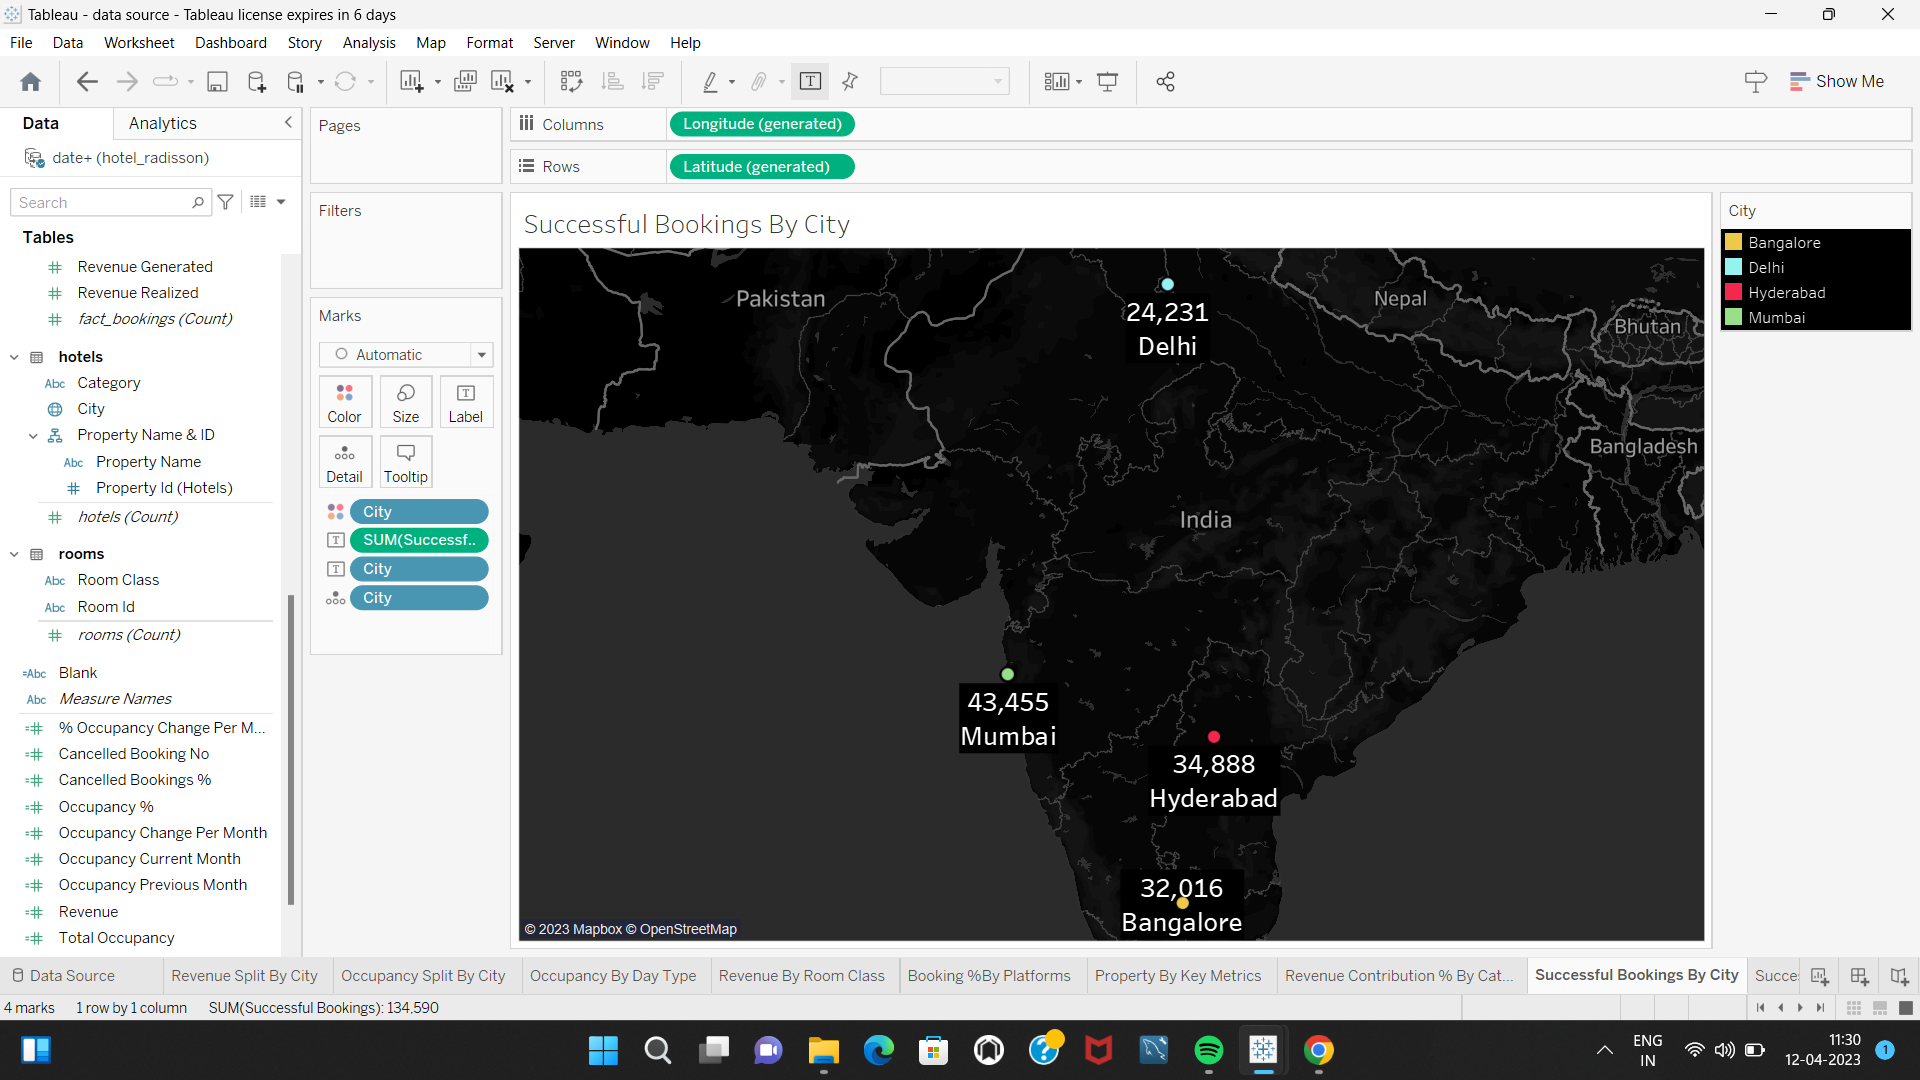 Tableau - data source - Tableau license expires in 6 days
File Data Worksheet Dashboard Story Analysis Map Format Server Window Help
Show Me
Data
Analytics
date+ (hotel_radisson)
Search
Tables
Revenue Generated
Revenue Realized
fact_bookings (Count)
hotels
Abc Category
City
Property Name & ID
Abc Property Name
Property Id (Hotels)
hotels (Count)
rooms
Abc Room Class
Abc Room Id
rooms (Count)
=Abc Blank
Abc Measure Names
% Occupancy Change Per M...
Cancelled Booking No
Cancelled Bookings %
Occupancy %
Occupancy Change Per Month
Occupancy Current Month
Occupancy Previous Month
Revenue
Total Occupancy
Pages
Filters
Marks
Automatic
Color Size Label
Detail Tooltip
City
SUM(Successf..
City
City
Columns Longitude (generated)
Rows Latitude (generated)
Successful Bookings By City
Pakistan
Nepal
Bhutan
Bangladesh
India
24,231
Delhi
43,455
Mumbai
34,888
Hyderabad
32,016
Bangalore
© 2023 Mapbox © OpenStreetMap
City
Bangalore
Delhi
Hyderabad
Mumbai
Data Source Revenue Split By City Occupancy Split By City Occupancy By Day Type Revenue By Room Class Booking %By Platforms Property By Key Metrics Revenue Contribution % By Cat... Successful Bookings By City Succe
4 marks 1 row by 1 column SUM(Successful Bookings): 134,590
ENG
IN
11:30
12-04-2023
1